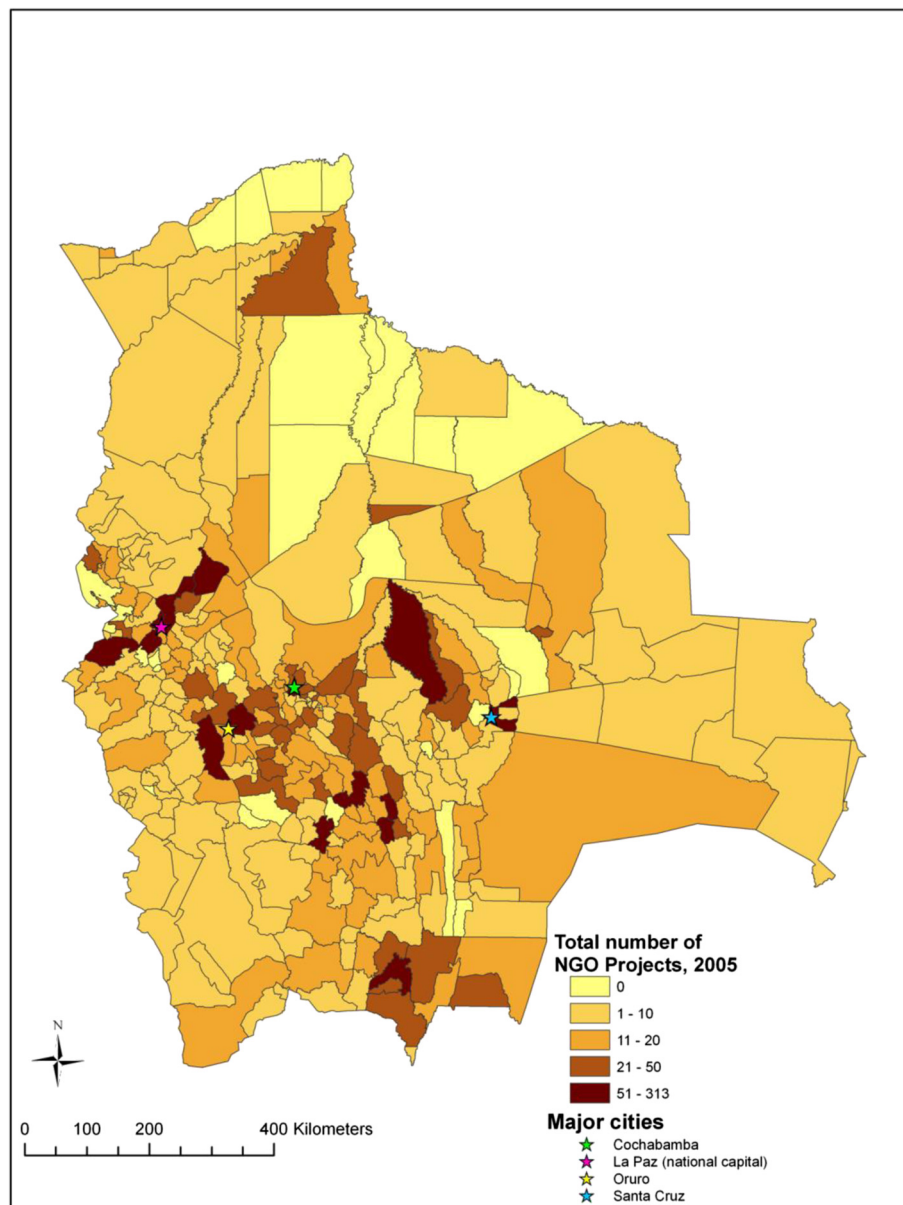 Total number of
NGO Projects, 2005
0
1 - 10
11 - 20
21 - 50
51 - 313
N
0 100 200 400 Kilometers
Major cities
Cochabamba
La Paz (national capital)
Oruro
Santa Cruz